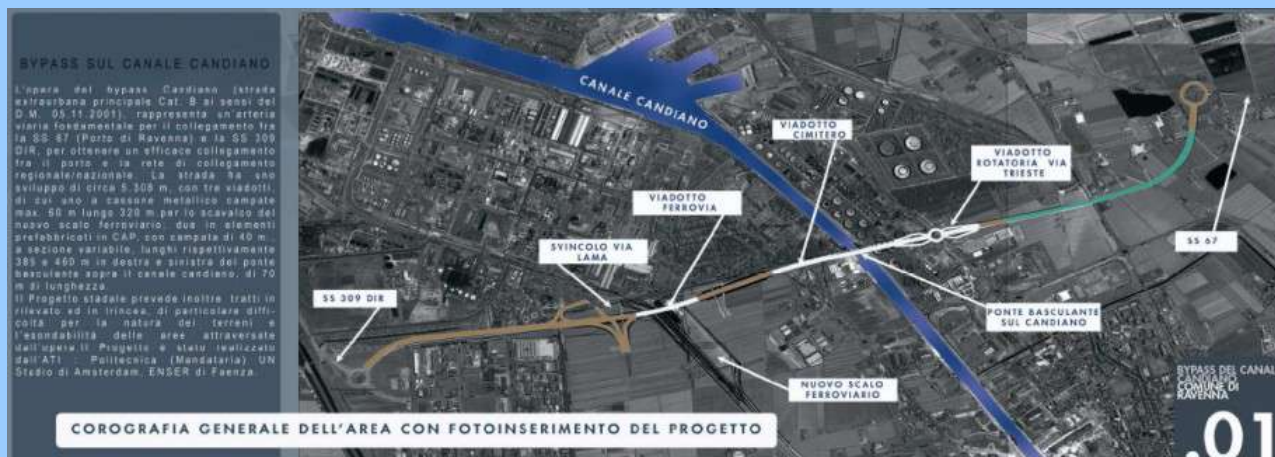 BYPASS SUL CANALE CANDIANO
L'opera del bypass Candiano (strada
extraurbana principale Cat. B ai sensi del
D.M. 05.11.2001), rappresenta un'arteria
viaria fondamentale per il collegamento fra
la SS 67 (Porto di Ravenna) e la SS 309
DIR, per ottenere un efficace collegamento
fra il porto e la rete di collegamento
regionale/nazionale. La strada ha uno
sviluppo di circa 5.308 m, con tre viadotti,
di cui uno a cassone metallico campate
max. 60 m lungo 320 m per lo scavalco del
nuovo scalo ferroviario, due in elementi
prefabbricati in CAP, con campata di 40 m.,
a sezione variabile, lunghi rispettivamente
385 e 460 m in destra e sinistra del ponte
basculante sopra il canale candiano, di 70
m di lunghezza.
Il Progetto stadale prevede inoltre tratti in
rilevato ed in trincea, di particolare diffi-
coltà per la natura dei terreni e
l'esondabilità delle aree attraversate
dall'opera. Il Progetto è stato realizzato
dall'ATI Politecnica (Mandataria) UN
Studio di Amsterdam, ENSER di Faenza.
CANALE CANDIANO
VIADOTTO
CIMITERO
VIADOTTO
ROTATORIA VIA
TRIESTE
VIADOTTO
FERROVIA
SVINCOLO VIA
LAMA
SS 67
SS 309 DIR
PONTE BASCULANTE
SUL CANDIANO
NUOVO SCALO
FERROVIARIO
BYPASS DEL CANALE
CANDIANO
COMUNE DI
RAVENNA
.01
COROGRAFIA GENERALE DELL'AREA CON FOTOINSERIMENTO DEL PROGETTO